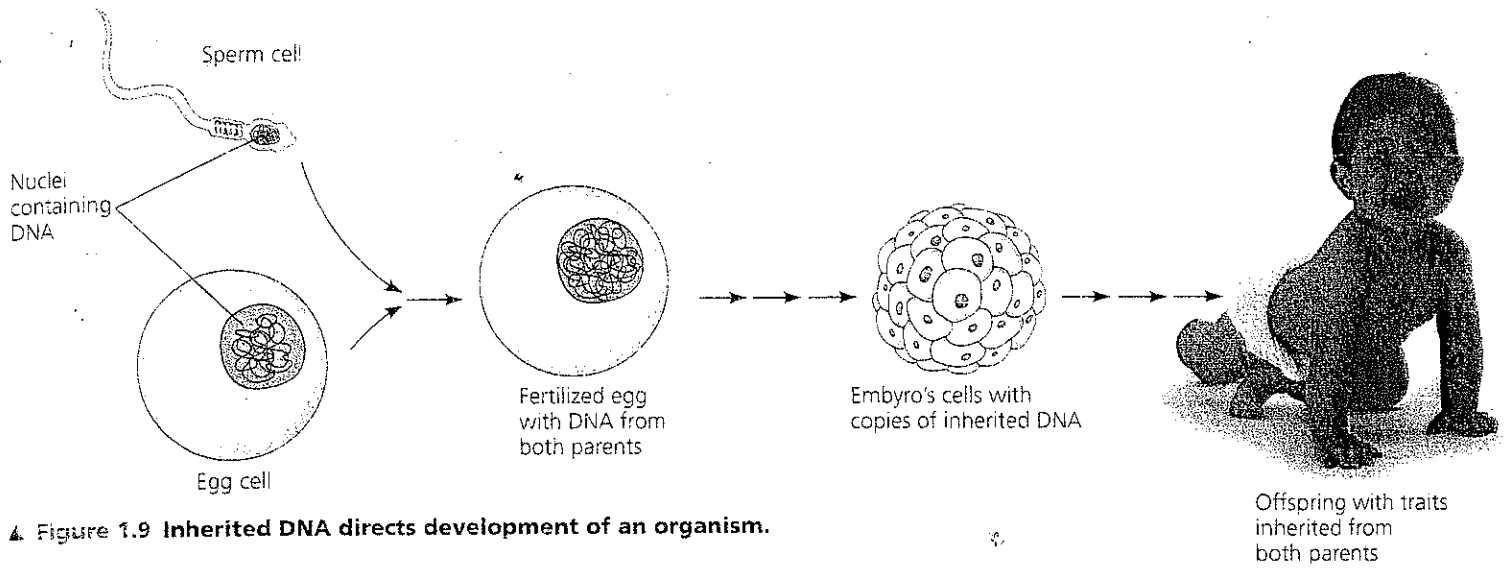 Sperm cell
Nuclei
containing
DNA
Egg cell
Fertilized egg
with DNA from
both parents
Embyro's cells with
copies of inherited DNA
Offspring with traits
inherited from
both parents
▲ Figure 1.9 Inherited DNA directs development of an organism.